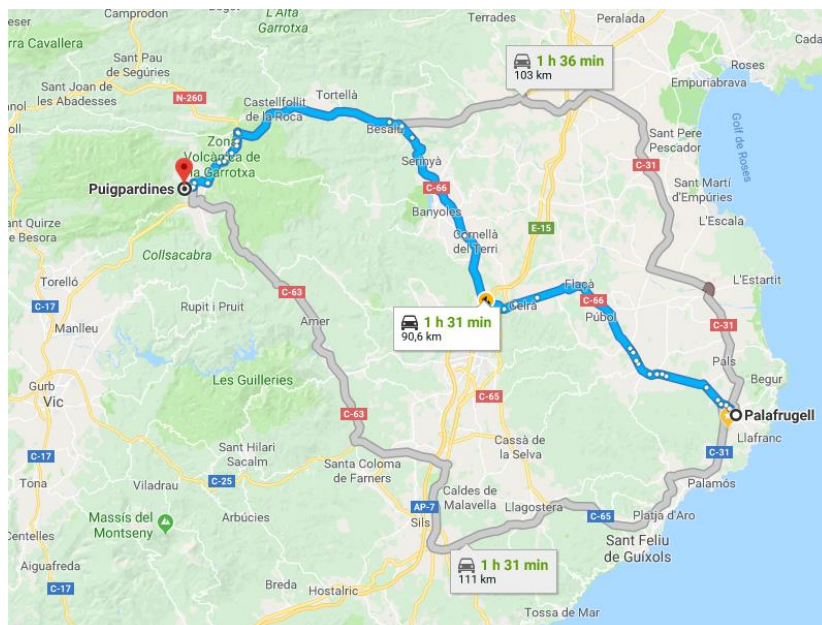 Camprodon
L'Alta
Garrotxa
Terrades
Peralada
erra Cavallera
Sant Pau
de Segúries
Roses
Empuriabrava
1 h 36 min
103 km
Sant Joan de
les Abadesses
N-260
Castellfollit
de la Roca
Tortellà
Besalú
Golf de Roses
Sant Pere
Pescador
Zona
Volcànica de
la Garrotxa
Serinyà
C-31
Puigpardines
C-66
Banyoles
Sant Martí
d'Empúries
L'Escala
Sant Quirze
de Besora
Cornellà
del Terri
E-15
Collsacabra
Torelló
C-63
Flaçà
C-66
L'Estartit
C-17
Rupit i Pruit
Celrà
Púbol
Manlleu
Amer
1 h 31 min
90,6 km
C-31
Pals
Begur
Les Guilleries
C-65
Gurb
Vic
C-63
Palafrugell
Llafranc
Cassà de
la Selva
C-31
C-17
Sant Hilari
Sacalm
Santa Coloma
de Farners
Palamós
Tona
Viladrau
C-25
Caldes de
Malavella
Llagostera
AP-7
C-65
Platja d'Aro
Massís del
Montseny
Arbúcies
Sils
Sant Feliu
de Guíxols
Centelles
1 h 31 min
111 km
Aiguafreda
Breda
Hostalric
C-17
Tossa de Mar